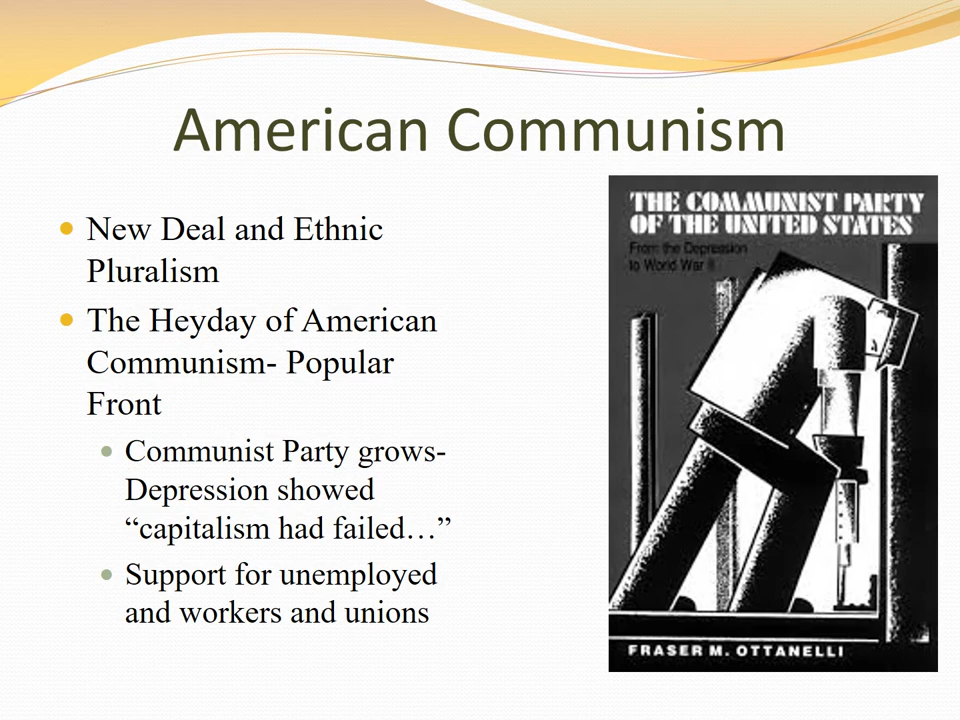 American Communism
New Deal and Ethnic
Pluralism
The Heyday of American
Communism- Popular
Front
Communist Party grows-
Depression showed
“capitalism had failed…”
Support for unemployed
and workers and unions
THE COMMUNIST PARTY
OF THE UNITED STATES
From the Depression
to World War II
FRASER M. OTTANELLI